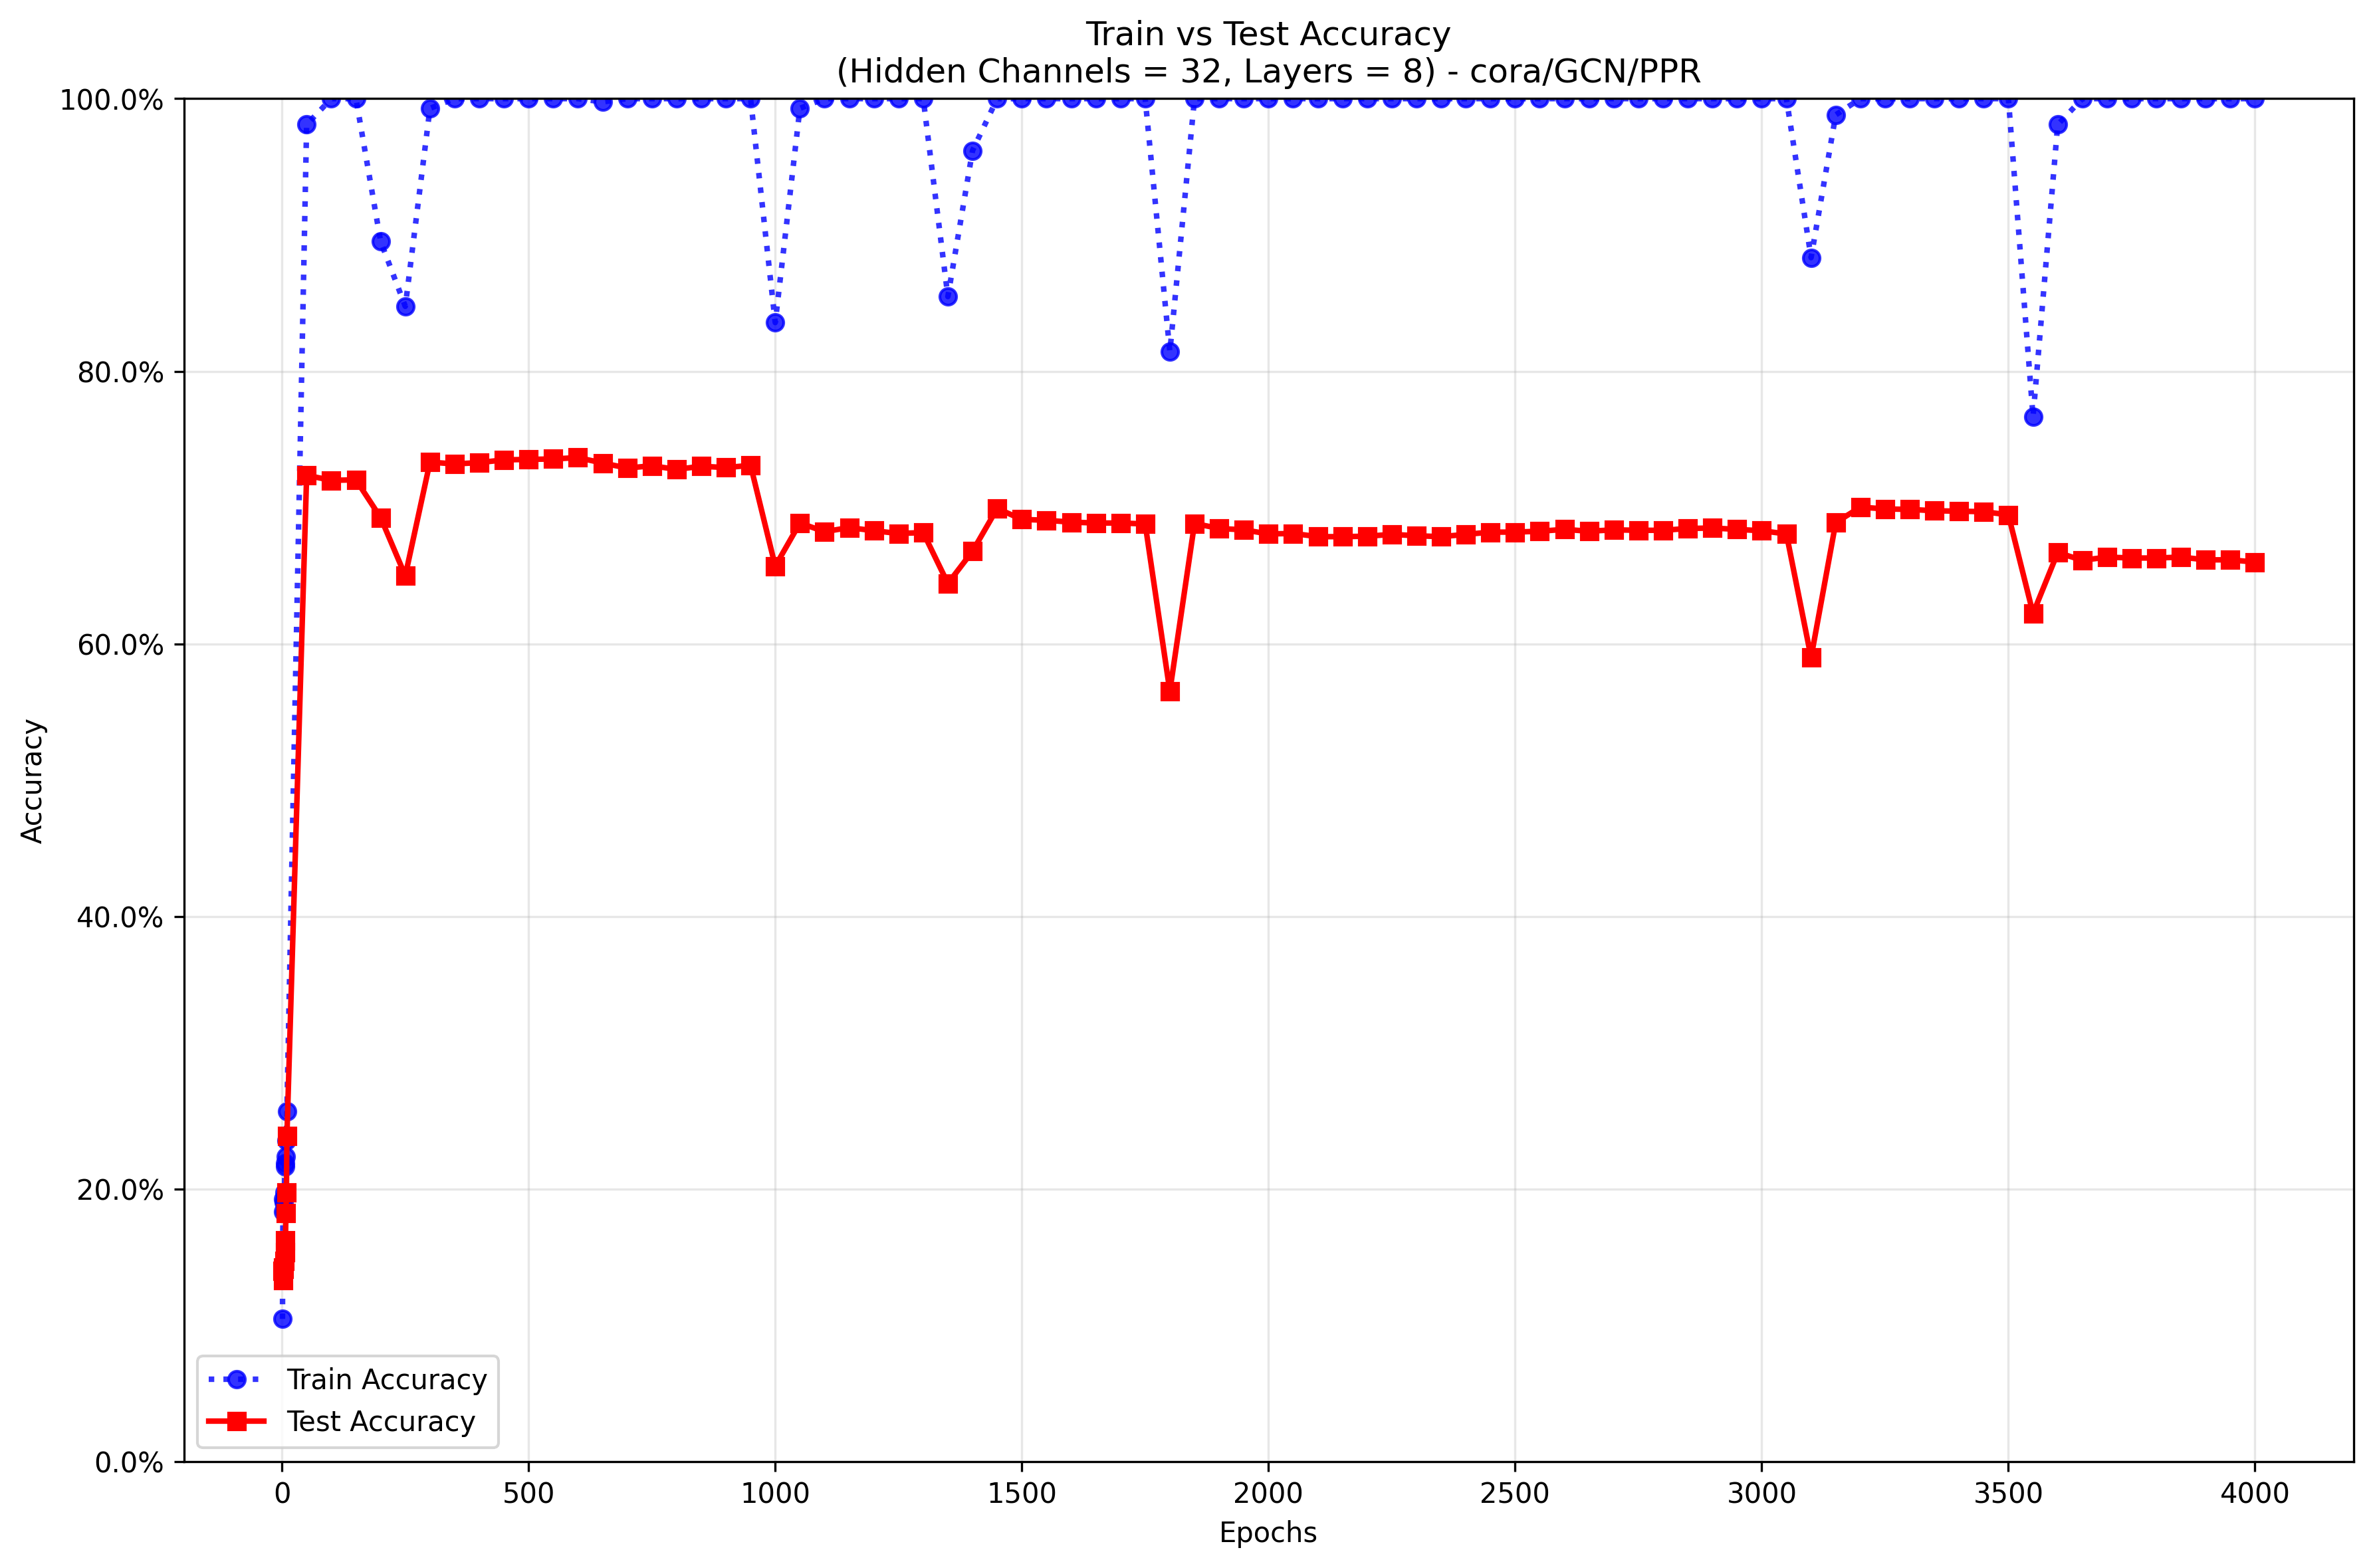 Train vs Test Accuracy
(Hidden Channels = 32, Layers = 8) - cora/GCN/PPR
100.0%
80.0%
60.0%
40.0%
20.0%
0.0%
Accuracy
Train Accuracy
Test Accuracy
0 500 1000 1500 2000 2500 3000 3500 4000
Epochs